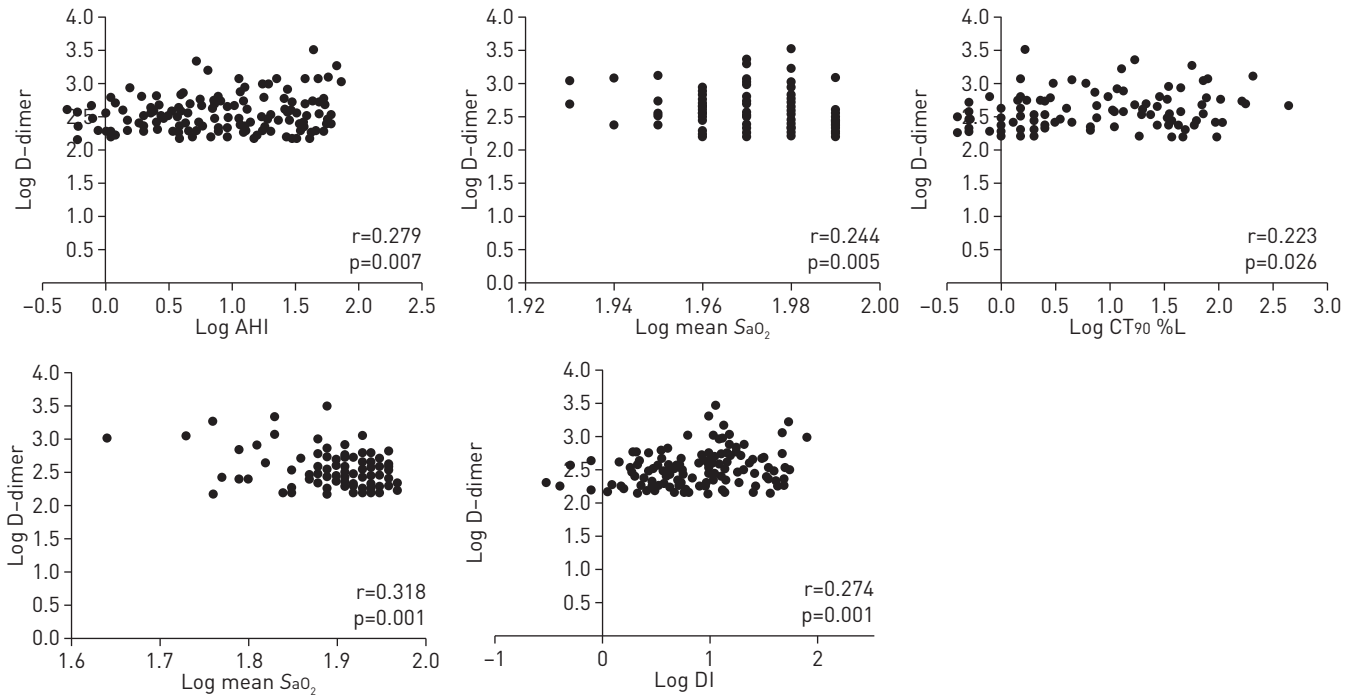 4.0
3.5
3.0
2.5
2.0
1.5
1.0
0.5
Log D–dimer
–0.5 0.0 0.5 1.0 1.5 2.0 2.5
Log AHI
r=0.279
p=0.007
4.0
3.5
3.0
2.5
2.0
1.5
1.0
0.5
0.0
Log D–dimer
1.92 1.94 1.96 1.98 2.00
Log mean SaO2
r=0.244
p=0.005
4.0
3.5
3.0
2.5
2.0
1.5
1.0
0.5
Log D–dimer
–0.5 0.0 0.5 1.0 1.5 2.0 2.5 3.0
Log CT90 %L
r=0.223
p=0.026
4.0
3.5
3.0
2.5
2.0
1.5
1.0
0.5
0.0
Log D–dimer
1.6 1.7 1.8 1.9 2.0
Log mean SaO2
r=0.318
p=0.001
4.0
3.5
3.0
2.5
2.0
1.5
1.0
0.5
Log D–dimer
–1 0 1 2
Log DI
r=0.274
p=0.001